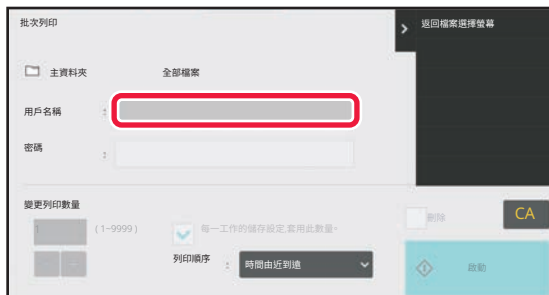 批次列印
返回檔案選擇螢幕
主資料夾 全部檔案
用戶名稱 :
密碼 :
變更列印數量
1 (1-9999) 每一工作的儲存設定,套用此數量。
刪除 CA
列印順序 : 時間由近到遠
啟動